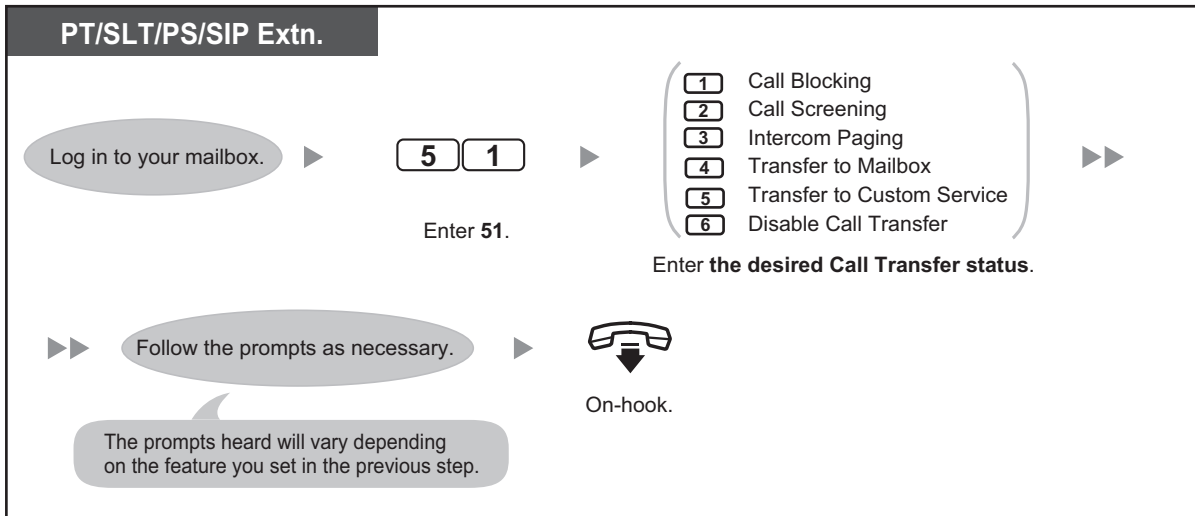 PT/SLT/PS/SIP Extn.
Log in to your mailbox.
5 1
Enter 51.
1 Call Blocking
2 Call Screening
3 Intercom Paging
4 Transfer to Mailbox
5 Transfer to Custom Service
6 Disable Call Transfer
Enter the desired Call Transfer status.
Follow the prompts as necessary.
The prompts heard will vary depending
on the feature you set in the previous step.
On-hook.